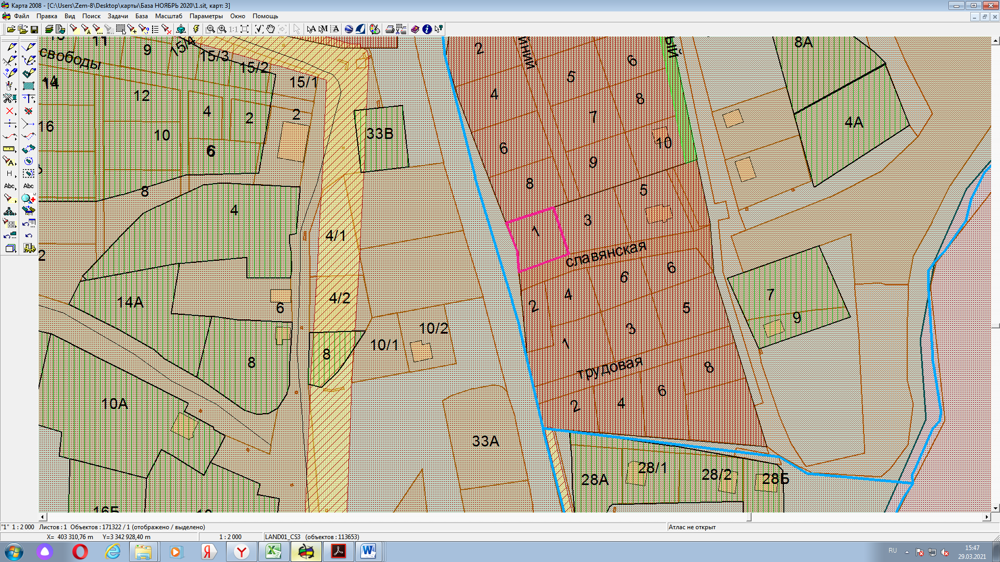 Карта 2008 - [C:\Users\Zem-8\Desktop\карты\База НОЯБРЬ 2020\1.sit, карт: 3]
Файл Правка Вид Поиск Задачи База Масштаб Параметры Окно Помощь
1:1
A M A
H
Abc Abc
11
9
15/4
15/3
15/2
15/1
свободы
14
12
4
2
2
16
10
6
8
33В
4
4/1
2
14А
6
4/2
8
8
10/1
10/2
10А
33А
16Б
10
2
4
6
8
5
6
7
8
9
10
ый
8А
4А
1
3
5
славянская
2
4
6
6
1
3
5
трудовая
2
4
6
8
7
9
28А
28/1
28/2
28Б
"1" 1 : 2 000 Листов : 1 Объектов : 171322 / 1 (отображено / выделено)
Атлас не открыт
X= 403 310,76 m Y=3 342 928,40 m
1 : 2 000
LAND01_CS3 (объектов : 113653)
RU
15:47
29.03.2021